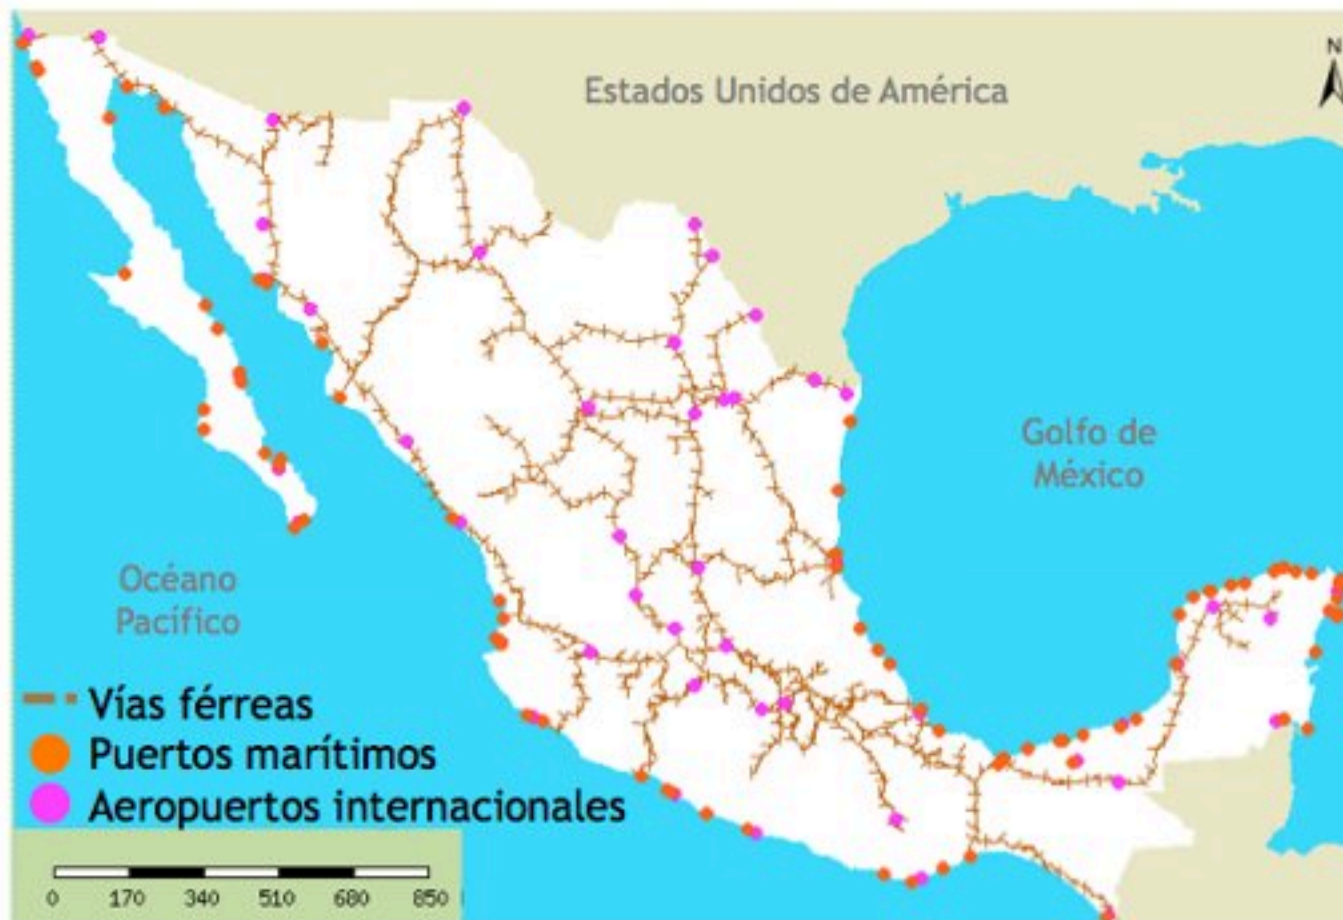 N
Estados Unidos de América
Golfo de
México
Océano
Pacífico
Vías férreas
Puertos marítimos
Aeropuertos internacionales
0 170 340 510 680 850